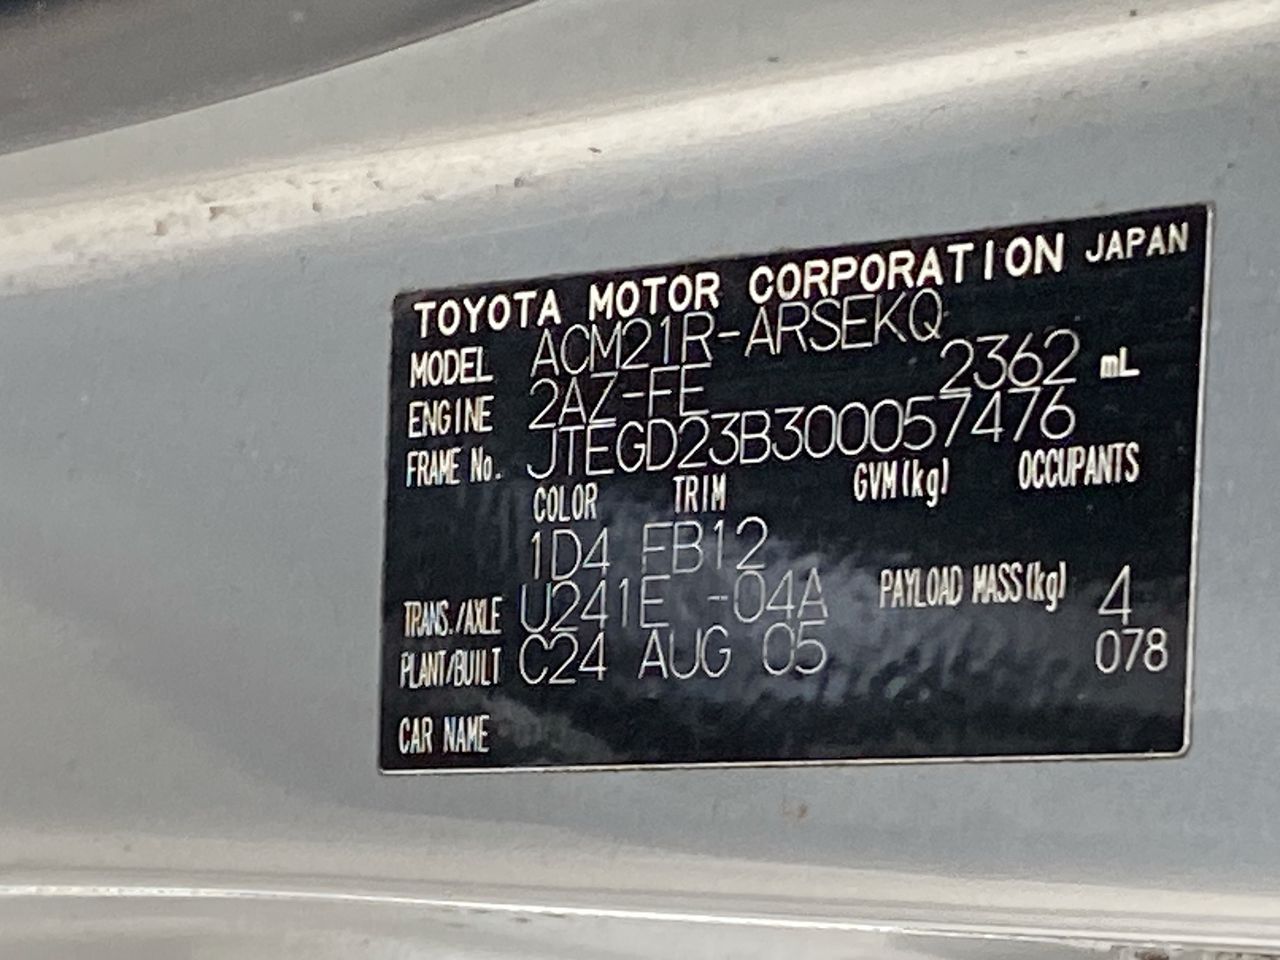 TOYOTA MOTOR CORPORATION JAPAN
MODEL ACM21R-ARSEKQ
ENGINE 2AZ-FE 2362 mL
FRAME No. JTEGD23B300057476
COLOR TRIM GVM(kg) OCCUPANTS
1D4 FB12
TRANS./AXLE U241E -04A PAYLOAD MASS(kg) 4
PLANT/BUILT C24 AUG 05 078
CAR NAME